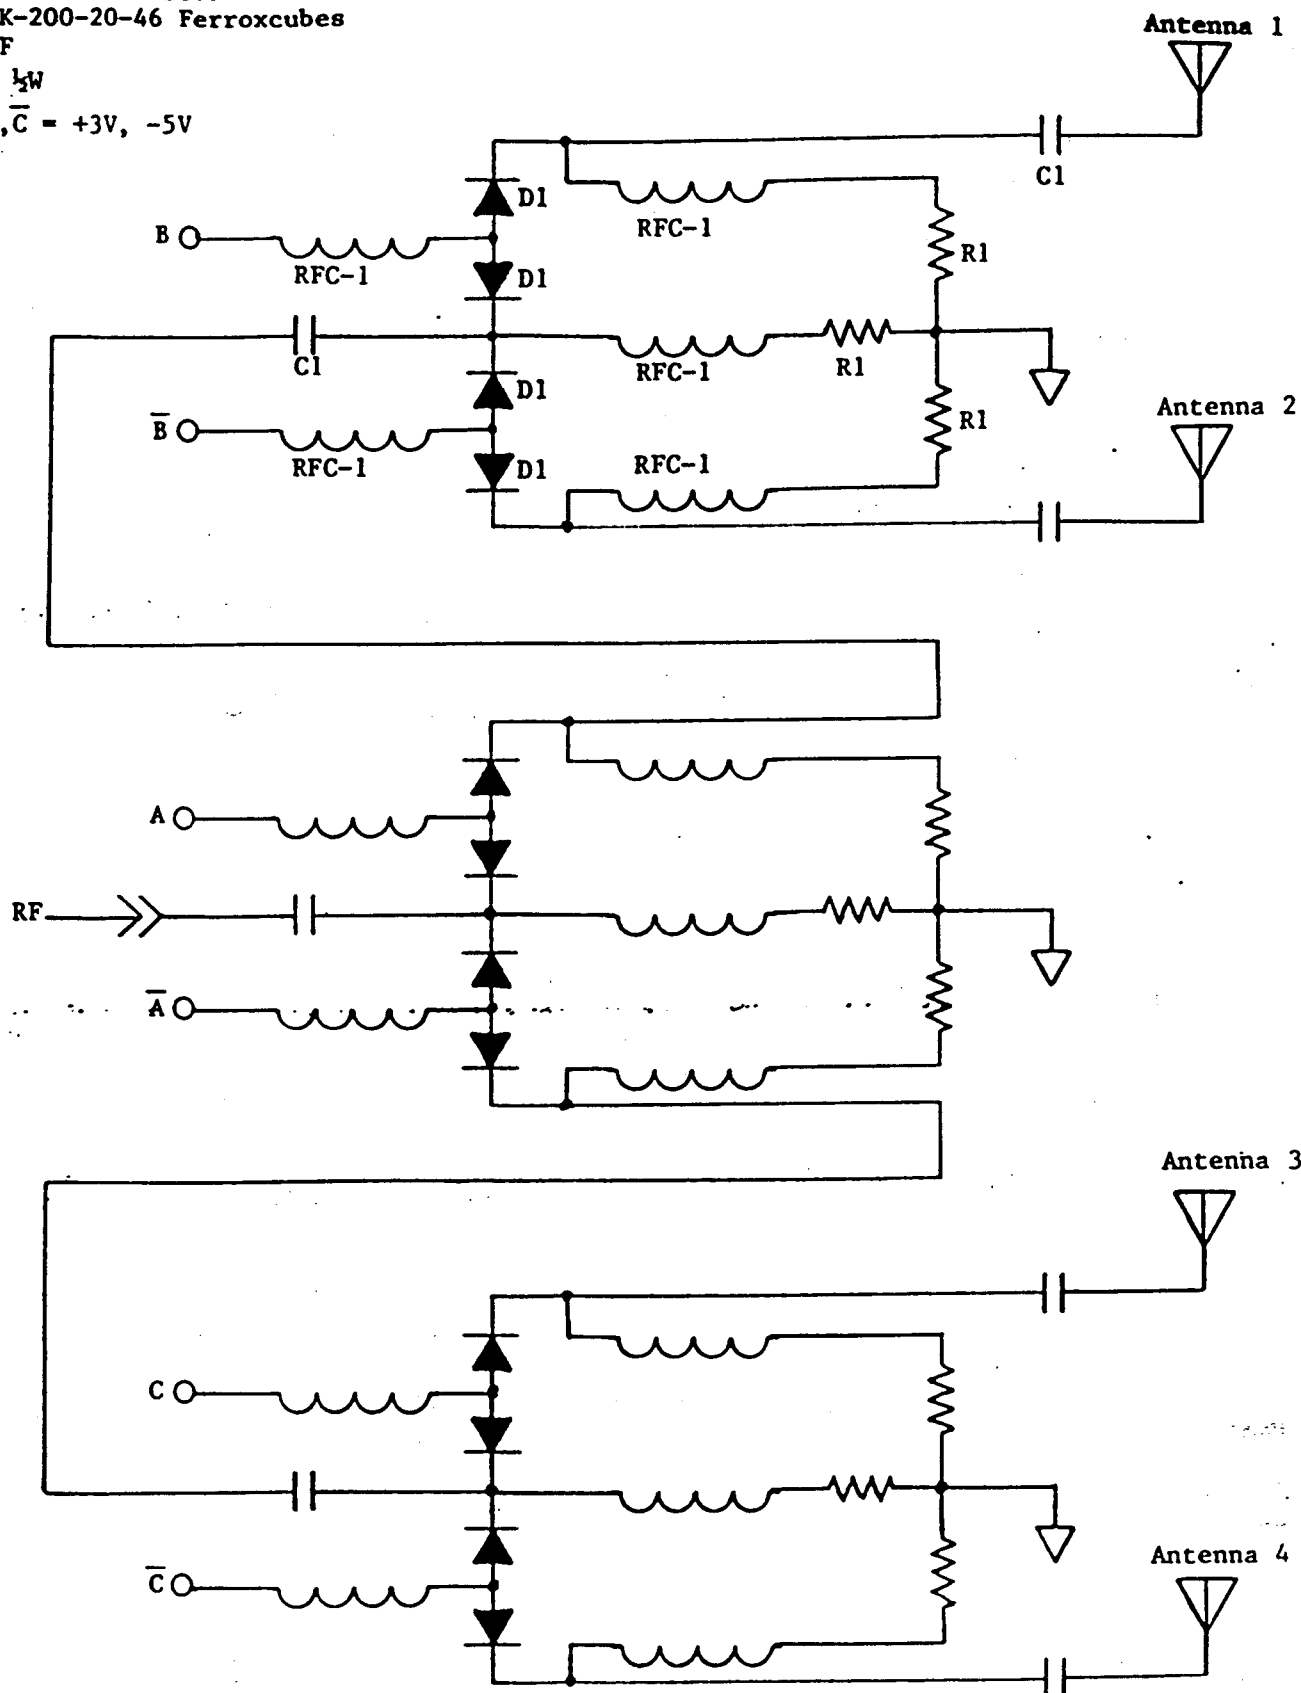 K-200-20-46 Ferroxcubes
F
½W
,C̅ = +3V, -5V
Antenna 1
C1
D1
RFC-1
B
R1
D1
RFC-1
C1
RFC-1
R1
D1
B̅
R1
Antenna 2
RFC-1
RFC-1
D1
A
RF
A̅
Antenna 3
C
C̅
Antenna 4